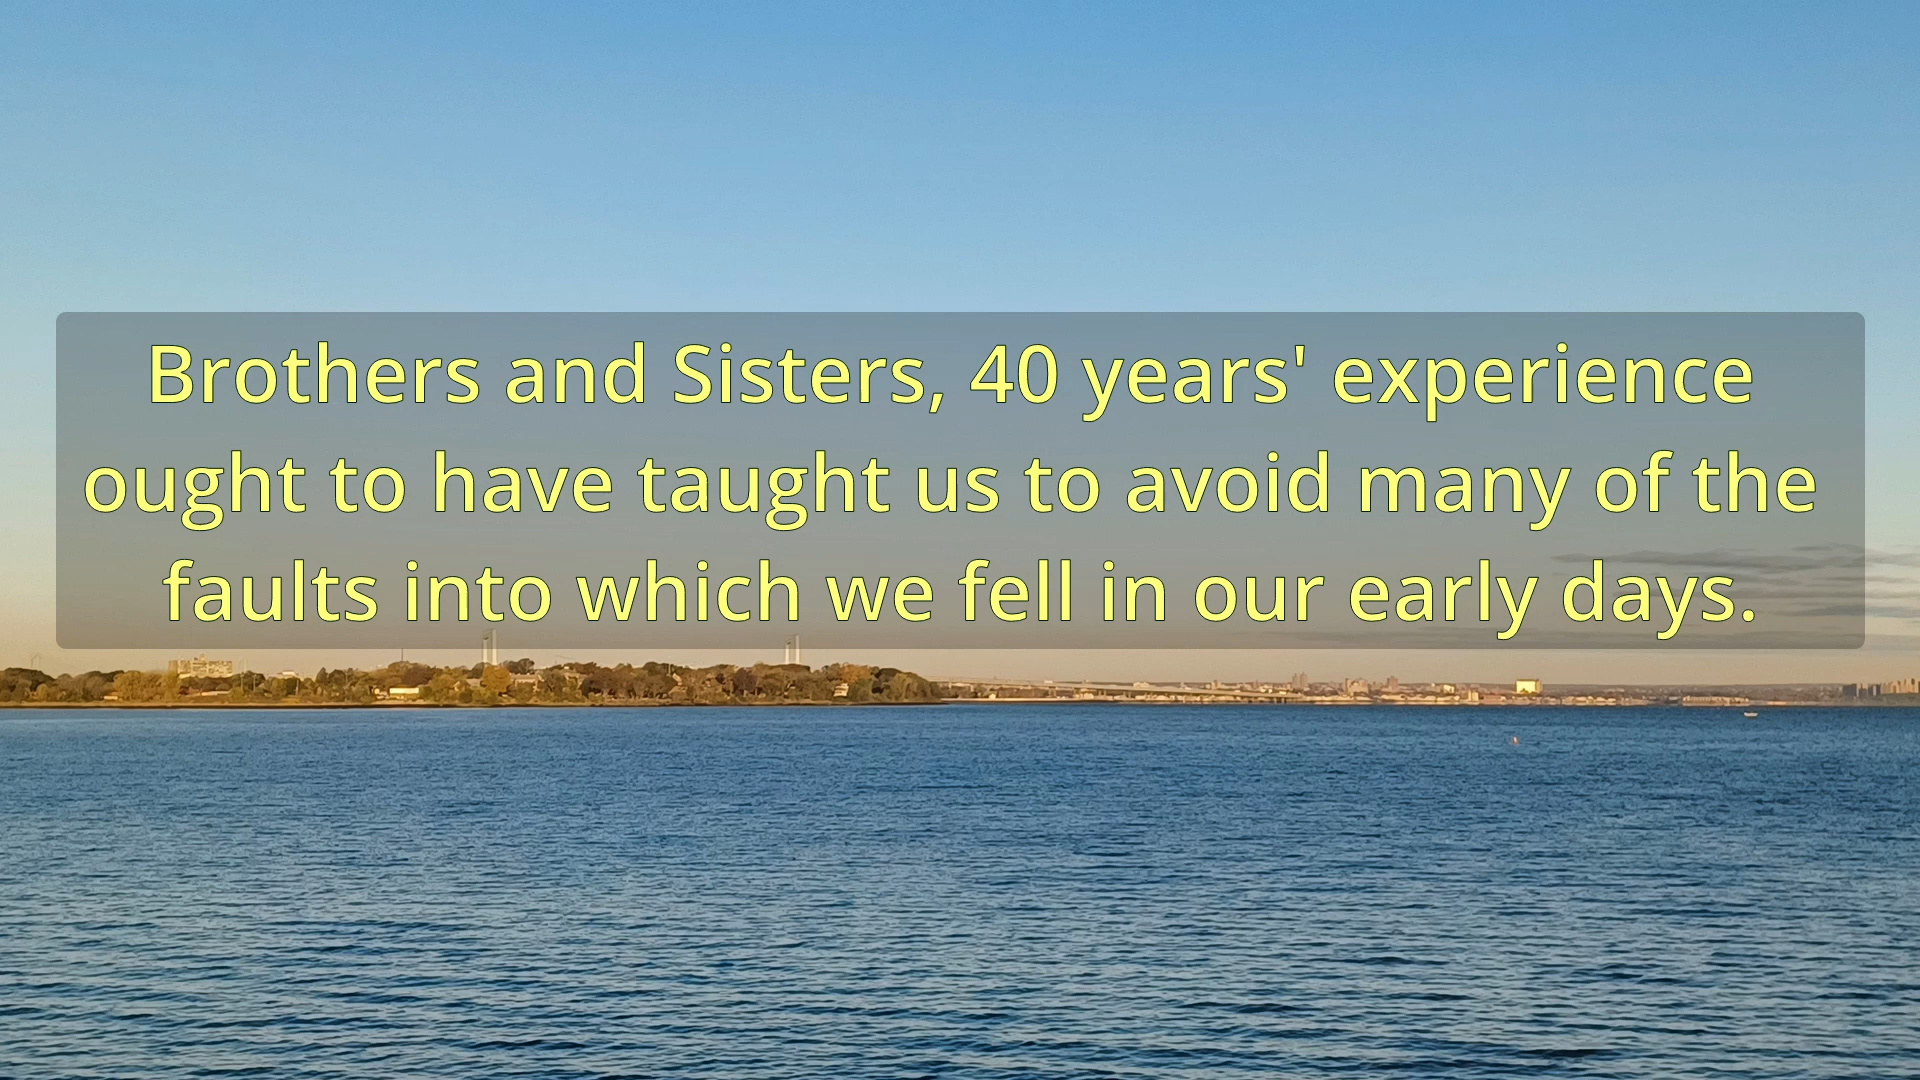 Brothers and Sisters, 40 years' experience
ought to have taught us to avoid many of the
faults into which we fell in our early days.